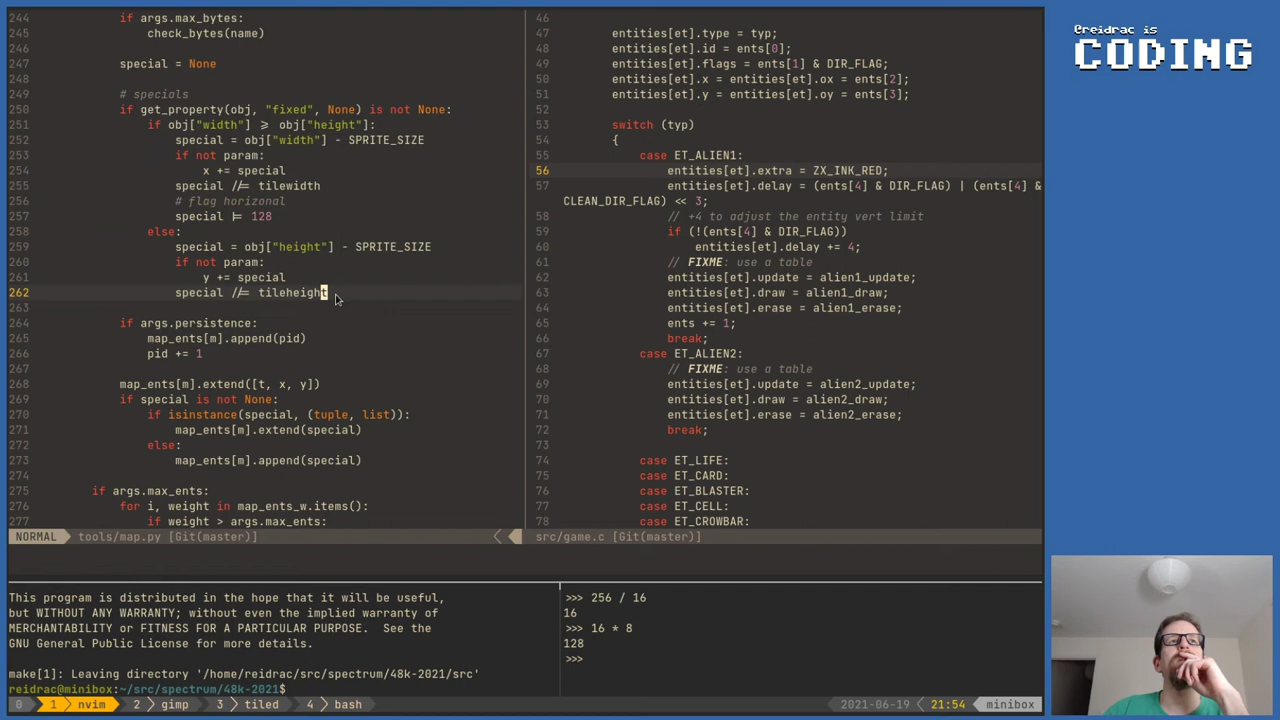 @reidrac is
CODING
244 if args.max_bytes:
245 check_bytes(name)
246
247 special = None
248
249 # specials
250 if get_property(obj, "fixed", None) is not None:
251 if obj["width"] >= obj["height"]:
252 special = obj["width"] - SPRITE_SIZE
253 if not param:
254 x += special
255 special //= tilewidth
256 # flag horizonal
257 special |= 128
258 else:
259 special = obj["height"] - SPRITE_SIZE
260 if not param:
261 y += special
262 special //= tileheight
263
264 if args.persistence:
265 map_ents[m].append(pid)
266 pid += 1
267
268 map_ents[m].extend([t, x, y])
269 if special is not None:
270 if isinstance(special, (tuple, list)):
271 map_ents[m].extend(special)
272 else:
273 map_ents[m].append(special)
274
275 if args.max_ents:
276 for i, weight in map_ents_w.items():
277 if weight > args.max_ents:
NORMAL tools/map.py [Git(master)]
46
47 entities[et].type = typ;
48 entities[et].id = ents[0];
49 entities[et].flags = ents[1] & DIR_FLAG;
50 entities[et].x = entities[et].ox = ents[2];
51 entities[et].y = entities[et].oy = ents[3];
52
53 switch (typ)
54 {
55 case ET_ALIEN1:
56 entities[et].extra = ZX_INK_RED;
57 entities[et].delay = (ents[4] & DIR_FLAG) | (ents[4] &
CLEAN_DIR_FLAG) << 3;
58 // +4 to adjust the entity vert limit
59 if (!(ents[4] & DIR_FLAG))
60 entities[et].delay += 4;
61 // FIXME: use a table
62 entities[et].update = alien1_update;
63 entities[et].draw = alien1_draw;
64 entities[et].erase = alien1_erase;
65 ents += 1;
66 break;
67 case ET_ALIEN2:
68 // FIXME: use a table
69 entities[et].update = alien2_update;
70 entities[et].draw = alien2_draw;
71 entities[et].erase = alien2_erase;
72 break;
73
74 case ET_LIFE:
75 case ET_CARD:
76 case ET_BLASTER:
77 case ET_CELL:
78 case ET_CROWBAR:
src/game.c [Git(master)]
This program is distributed in the hope that it will be useful,
but WITHOUT ANY WARRANTY; without even the implied warranty of
MERCHANTABILITY or FITNESS FOR A PARTICULAR PURPOSE. See the
GNU General Public License for more details.

make[1]: Leaving directory '/home/reidrac/src/spectrum/48k-2021/src'
reidrac@minibox:~/src/spectrum/48k-2021$
>>> 256 / 16
16
>>> 16 * 8
128
>>>
0 1 nvim 2 gimp 3 tiled 4 bash 2021-06-19 21:54 minibox